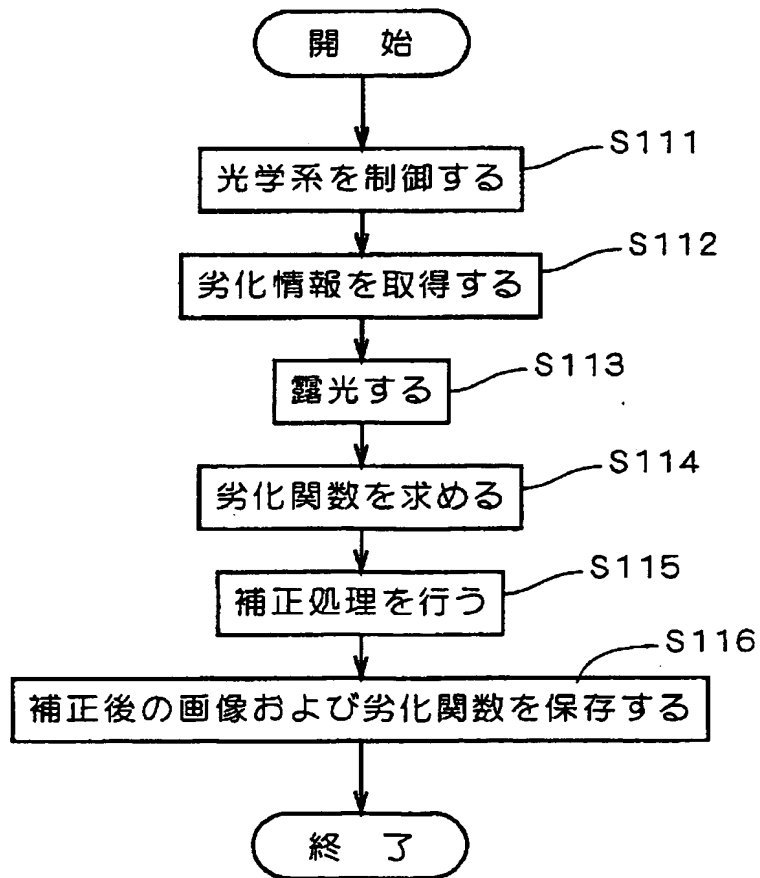 開 始
S111
光学系を制御する
S112
劣化情報を取得する
S113
露光する
S114
劣化関数を求める
S115
補正処理を行う
S116
補正後の画像および劣化関数を保存する
終 了